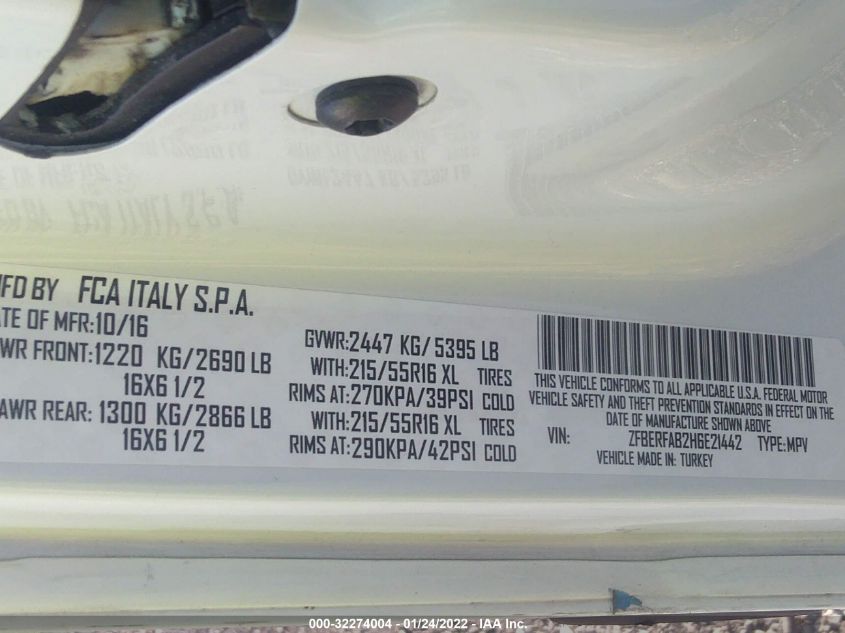 MFD BY FCA ITALY S.P.A.
DATE OF MFR:10/16
GAWR FRONT:1220 KG/2690 LB
16X6 1/2
GAWR REAR: 1300 KG/2866 LB
16X6 1/2
GVWR:2447 KG/ 5395 LB
WITH:215/55R16 XL TIRES
RIMS AT:270KPA/39PSI COLD
WITH:215/55R16 XL TIRES
RIMS AT:290KPA/42PSI COLD
THIS VEHICLE CONFORMS TO ALL APPLICABLE U.S.A. FEDERAL MOTOR
VEHICLE SAFETY AND THEFT PREVENTION STANDARDS IN EFFECT ON THE
DATE OF MANUFACTURE SHOWN ABOVE
VIN: ZFBERFAB2H6E21442 TYPE:MPV
VEHICLE MADE IN: TURKEY
000-32274004 - 01/24/2022 - IAA Inc.